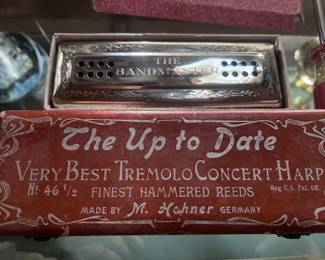 THE
BANDMASTER
The Up to Date
VERY BEST TREMOLO CONCERT HARP
No. 46 1/2 FINEST HAMMERED REEDS Reg. U.S. Pat. Off.
MADE BY M. Hohner GERMANY